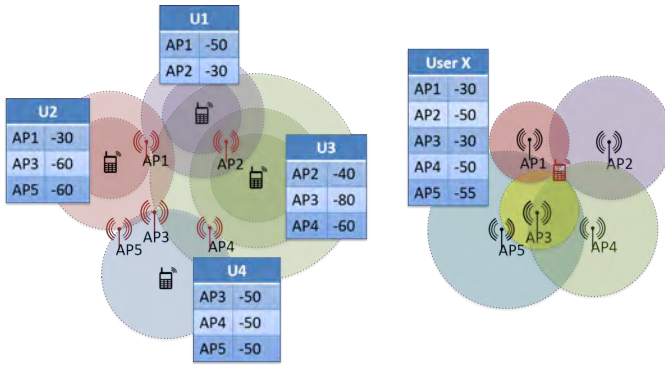 U1
AP1 -50
AP2 -30
U2
AP1 -30
AP3 -60
AP5 -60
AP1
AP2
U3
AP2 -40
AP3 -80
AP4 -60
AP5
AP3
AP4
U4
AP3 -50
AP4 -50
AP5 -50
User X
AP1 -30
AP2 -50
AP3 -30
AP4 -50
AP5 -55
AP1
AP2
AP5
AP3
AP4